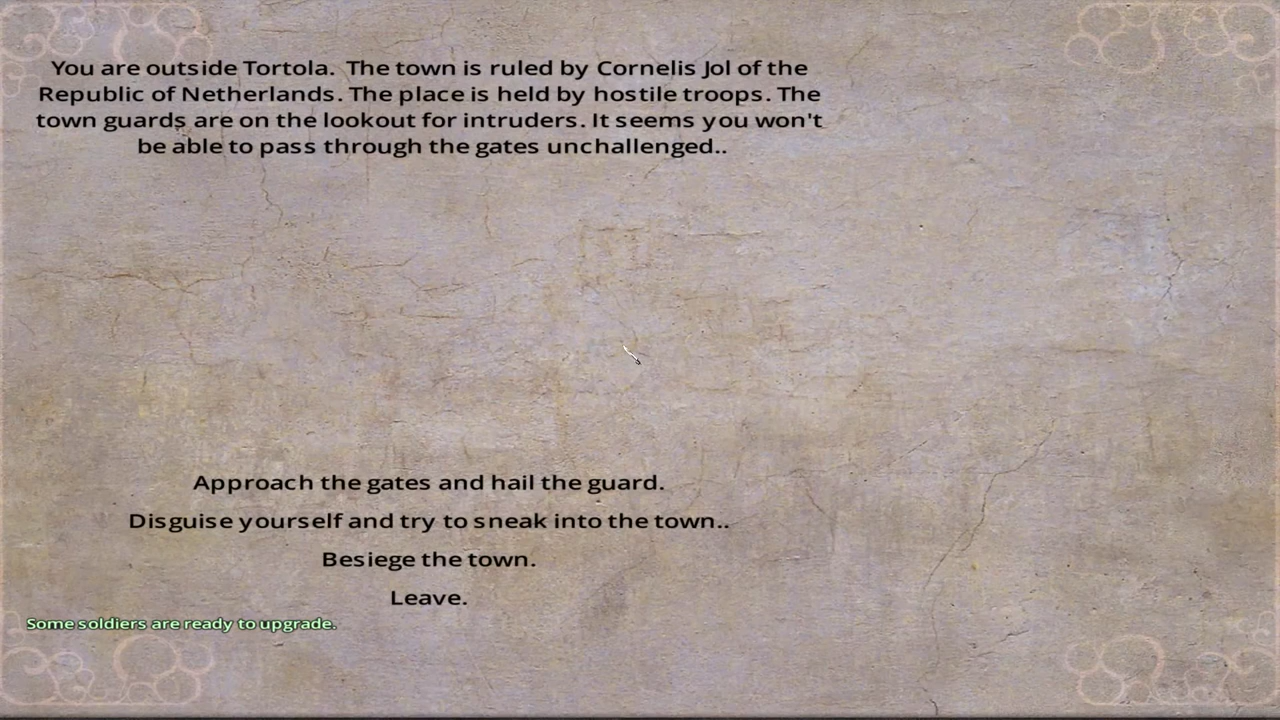 You are outside Tortola.  The town is ruled by Cornelis Jol of the
Republic of Netherlands. The place is held by hostile troops. The
town guards are on the lookout for intruders. It seems you won't
be able to pass through the gates unchallenged..
Approach the gates and hail the guard.
Disguise yourself and try to sneak into the town..
Besiege the town.
Leave.
Some soldiers are ready to upgrade.